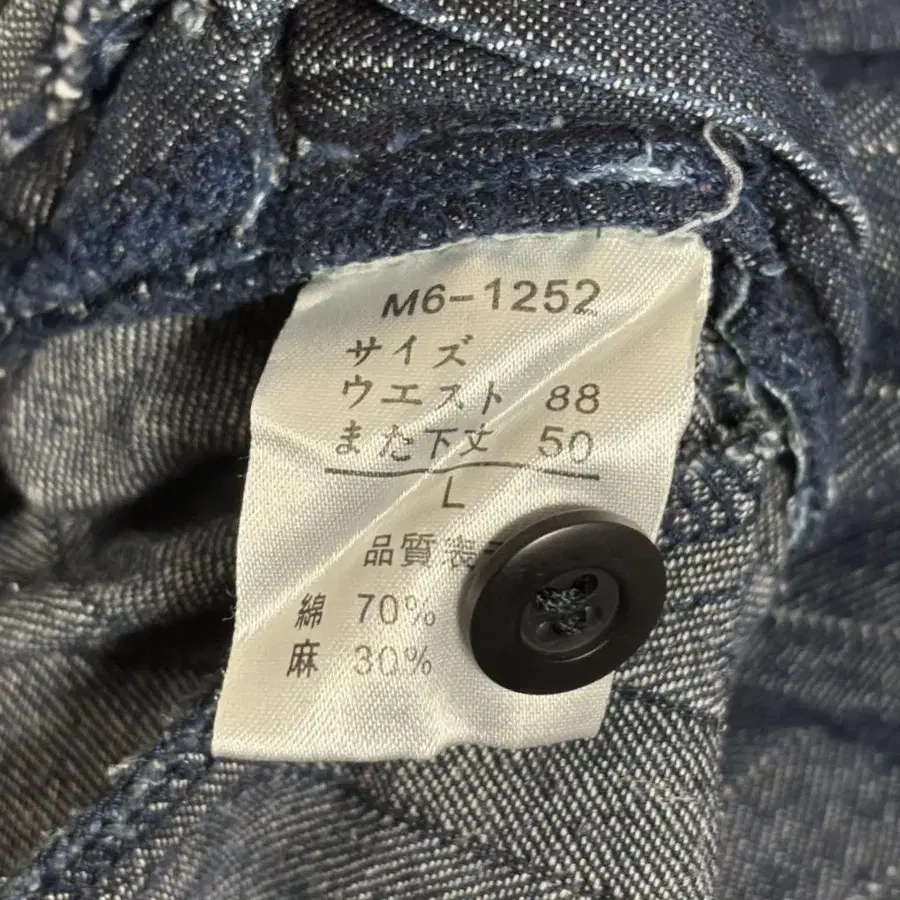 M6-1252
サイズ
ウエスト 88
また下丈 50
L
品質表
綿 70%
麻 30%